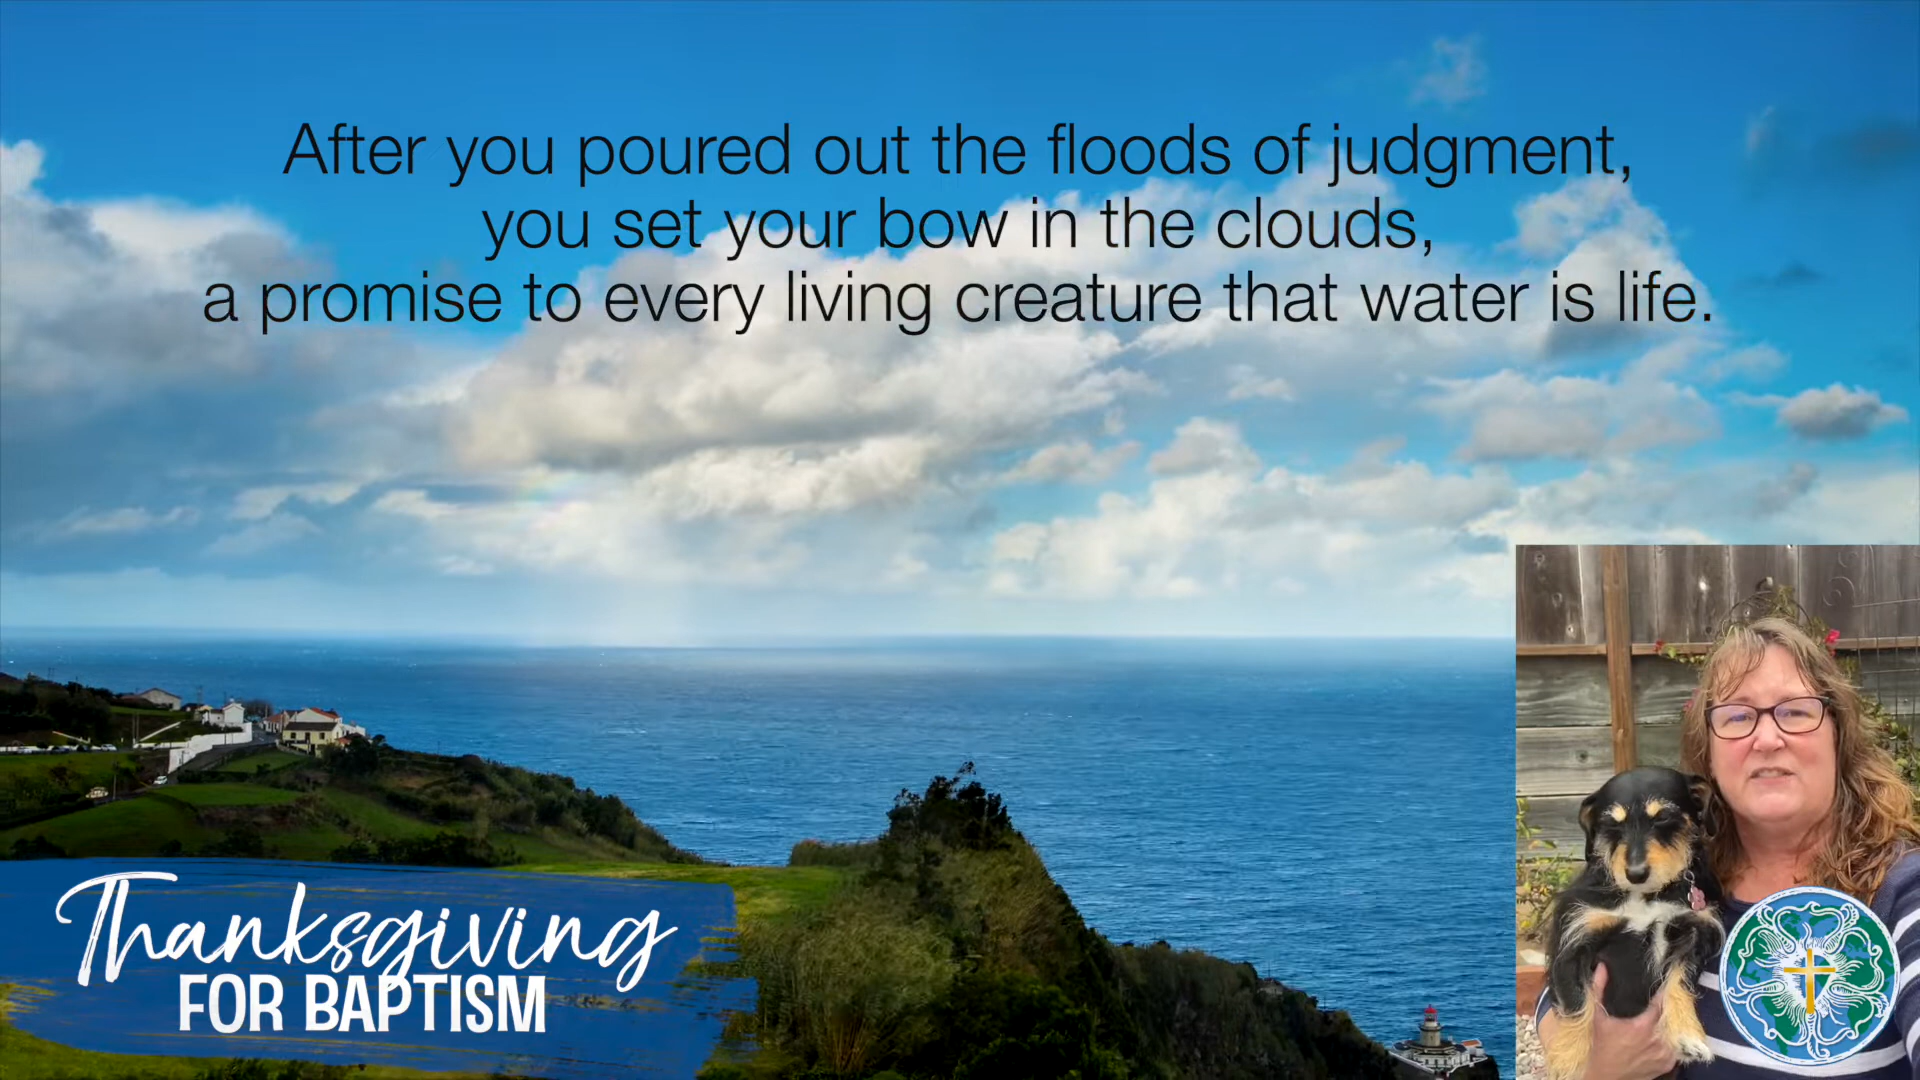 After you poured out the floods of judgment,
you set your bow in the clouds,
a promise to every living creature that water is life.
Thanksgiving
FOR BAPTISM